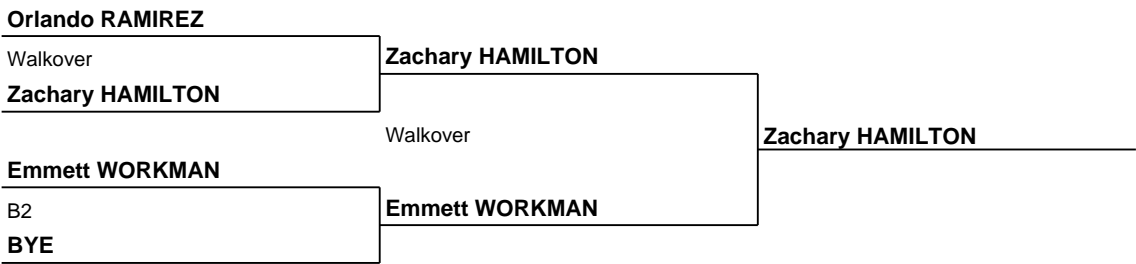 Orlando RAMIREZ
Walkover
Zachary HAMILTON
Zachary HAMILTON
Walkover
Zachary HAMILTON
Emmett WORKMAN
B2
Emmett WORKMAN
BYE